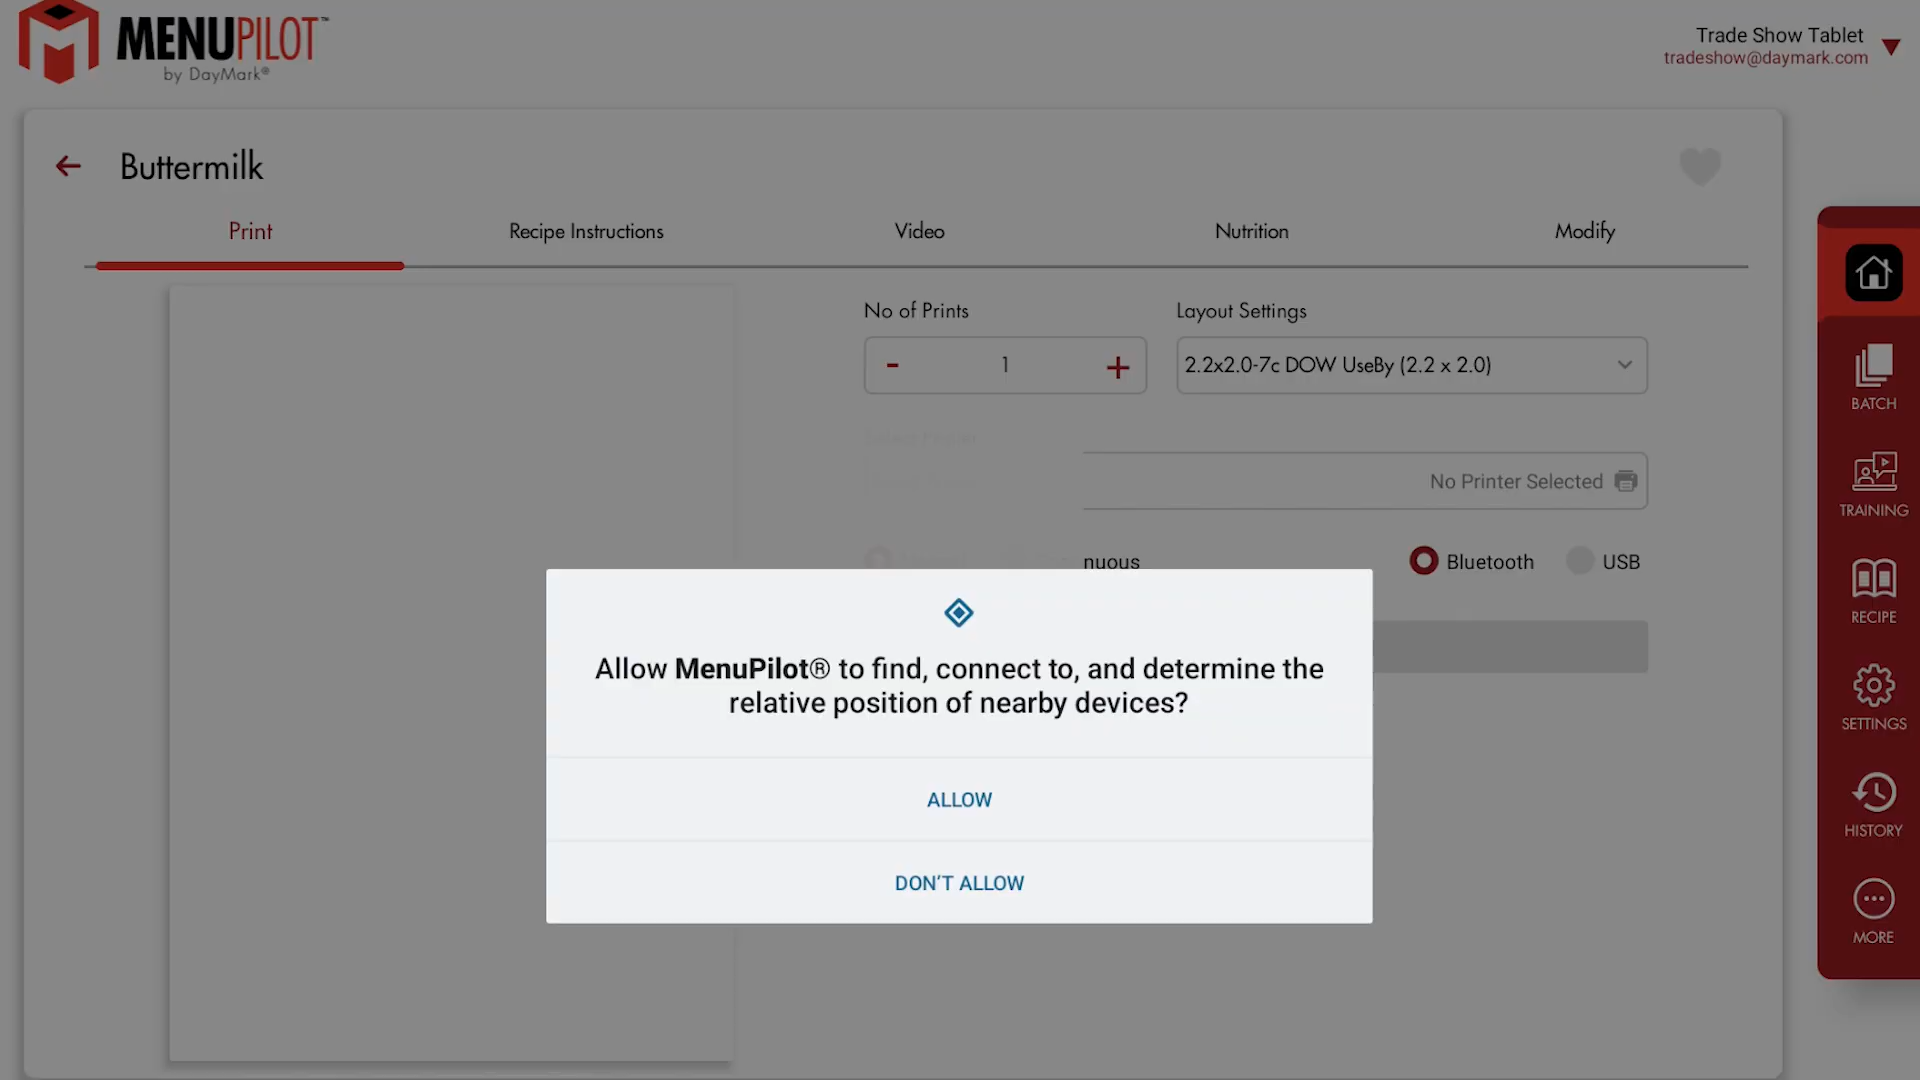 MENUPILOT™
by DayMark®
Trade Show Tablet
tradeshow@daymark.com
Buttermilk
Print
Recipe Instructions
Video
Nutrition
Modify
No of Prints
Layout Settings
- 1 +
2.2x2.0-7c DOW UseBy (2.2 x 2.0)
No Printer Selected
nuous
Bluetooth
USB
Allow MenuPilot® to find, connect to, and determine the
relative position of nearby devices?
ALLOW
DON'T ALLOW
BATCH
TRAINING
RECIPE
SETTINGS
HISTORY
MORE